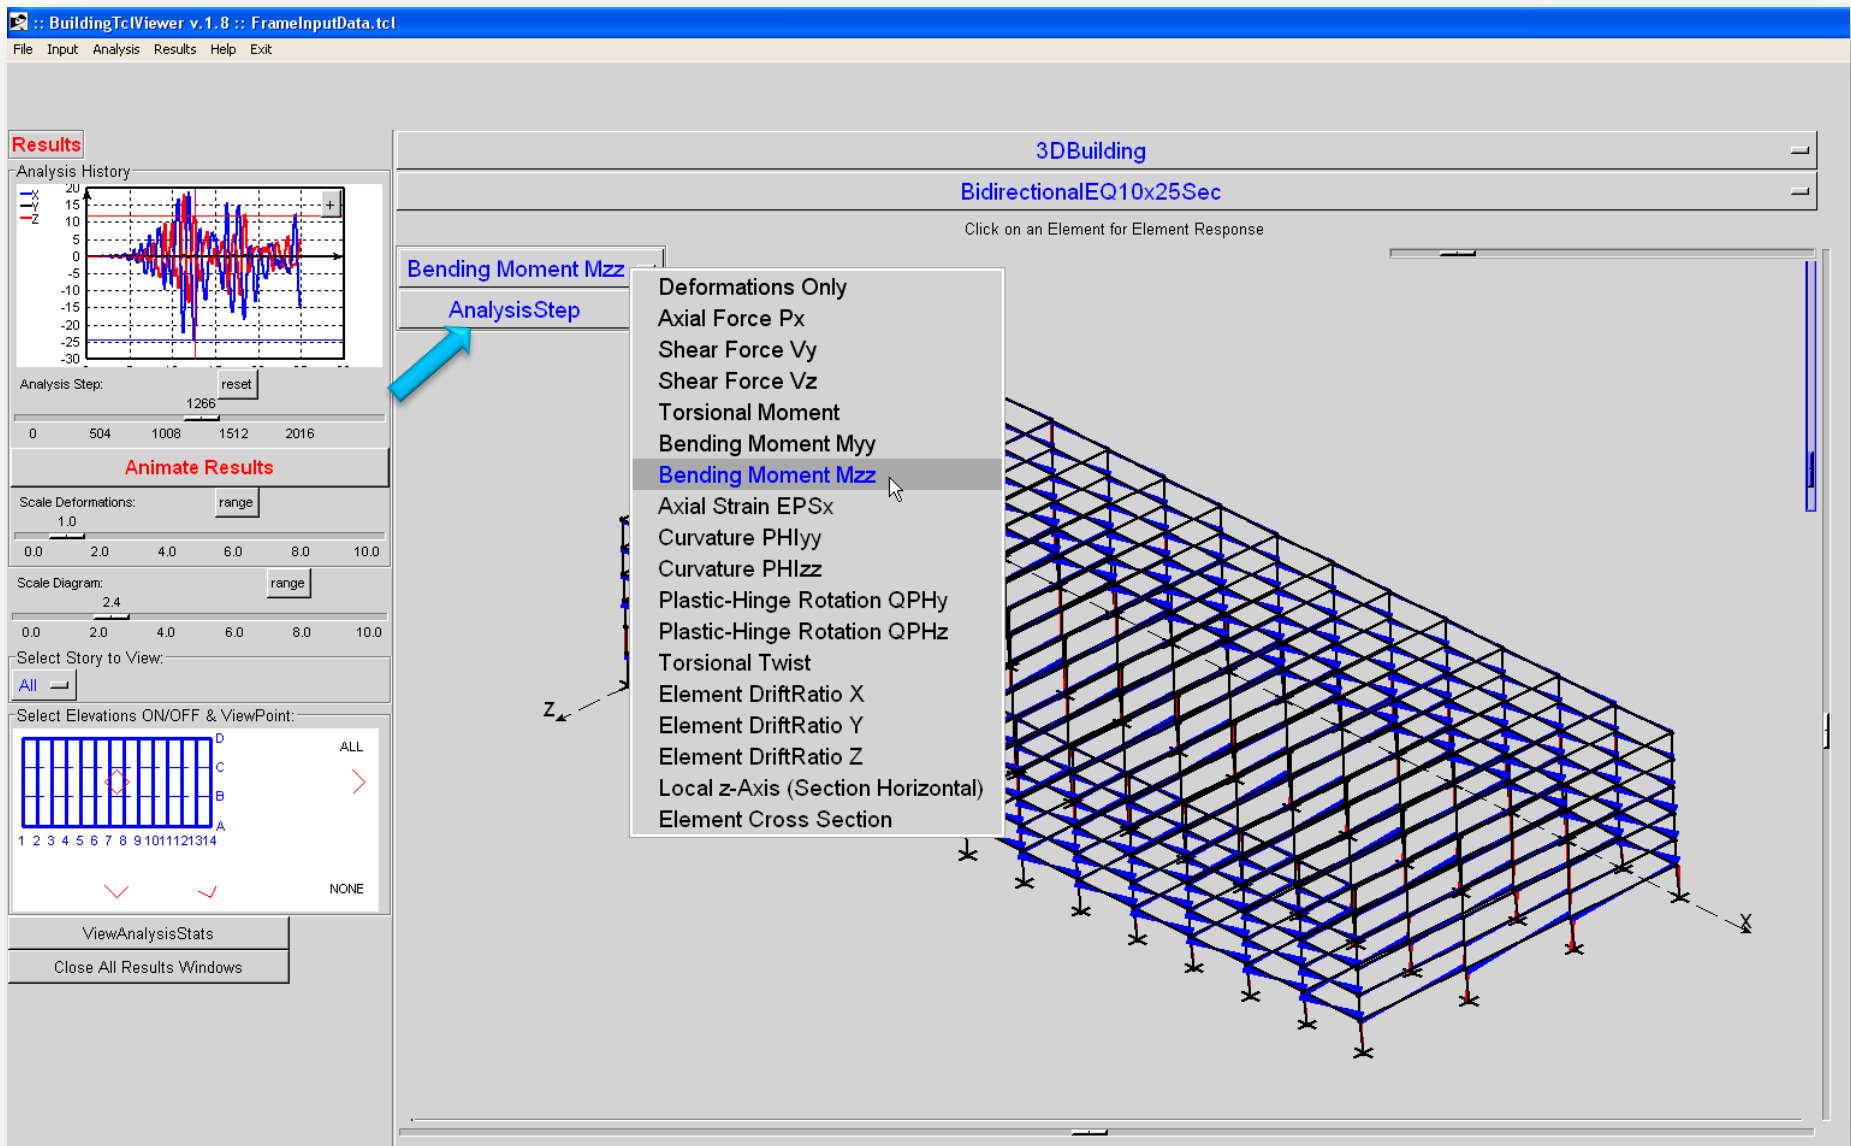 :: BuildingTclViewer v.1.8 :: FrameInputData.tcl
File Input Analysis Results Help Exit
Results
Analysis History
X
Y
Z
20
15
10
5
0
-5
-10
-15
-20
-25
-30
+
Analysis Step:
reset
1266
0 504 1008 1512 2016
Animate Results
Scale Deformations:
range
1.0
0.0 2.0 4.0 6.0 8.0 10.0
Scale Diagram:
range
2.4
0.0 2.0 4.0 6.0 8.0 10.0
Select Story to View:
All
Select Elevations ON/OFF & ViewPoint:
D
C
B
A
1 2 3 4 5 6 7 8 9 10 11 12 13 14
ALL
NONE
ViewAnalysisStats
Close All Results Windows
3DBuilding
BidirectionalEQ10x25Sec
Click on an Element for Element Response
Bending Moment Mzz
AnalysisStep
Deformations Only
Axial Force Px
Shear Force Vy
Shear Force Vz
Torsional Moment
Bending Moment Myy
Bending Moment Mzz
Axial Strain EPSx
Curvature PHIyy
Curvature PHIzz
Plastic-Hinge Rotation QPHy
Plastic-Hinge Rotation QPHz
Torsional Twist
Element DriftRatio X
Element DriftRatio Y
Element DriftRatio Z
Local z-Axis (Section Horizontal)
Element Cross Section
Z
X